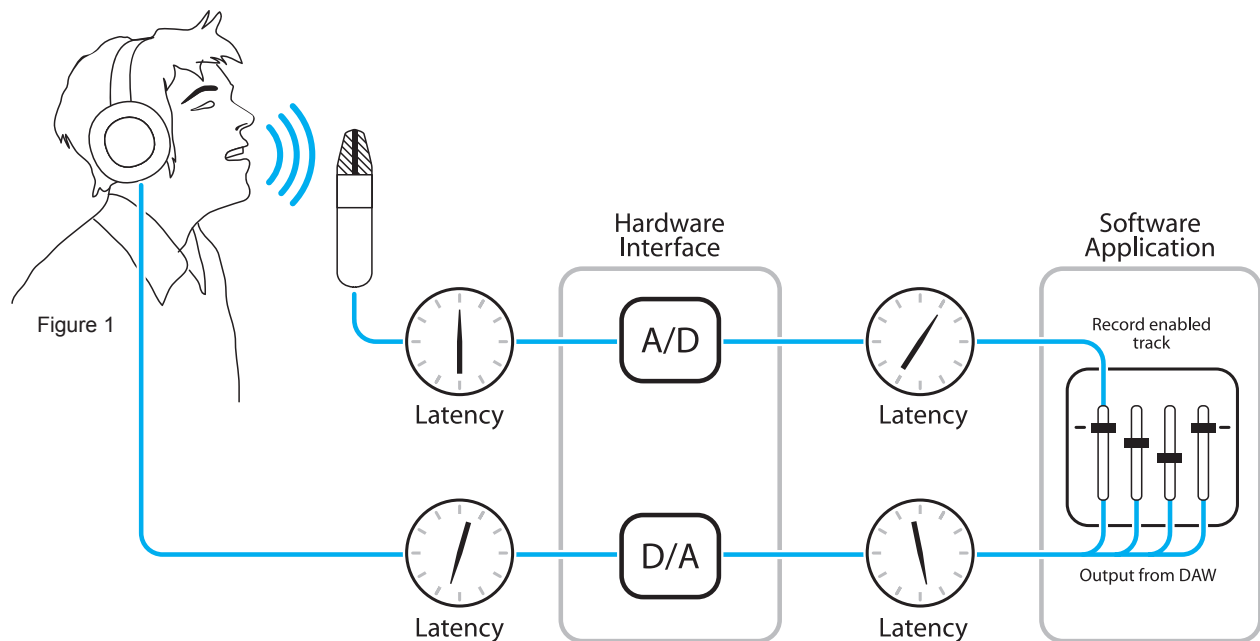 Hardware
Interface
Software
Application
Figure 1
Record enabled
track
A/D
Latency
Latency
D/A
Output from DAW
Latency
Latency